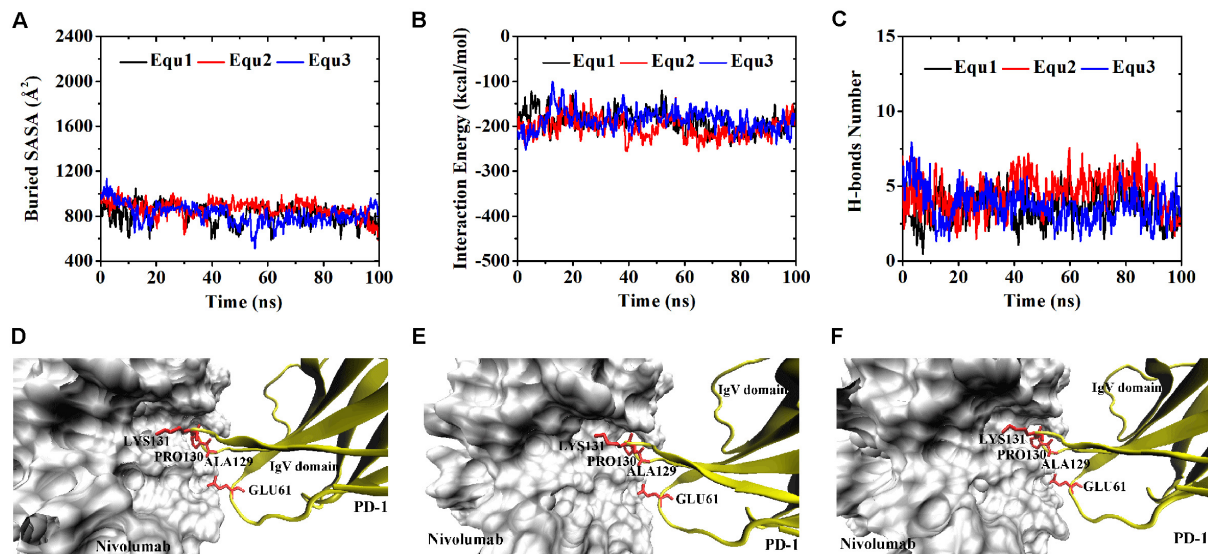 A
2400
2000
1600
1200
800
400
Buried SASA (Å²)
Equ1 Equ2 Equ3
0 20 40 60 80 100
Time (ns)
B
0
-100
-200
-300
-400
-500
Interaction Energy (kcal/mol)
Equ1 Equ2 Equ3
0 20 40 60 80 100
Time (ns)
C
15
10
5
0
H-bonds Number
Equ1 Equ2 Equ3
0 20 40 60 80 100
Time (ns)
D
LYS131
PRO130
ALA129
IgV domain
GLU61
PD-1
Nivolumab
E
IgV domain
LYS131
PRO130
ALA129
GLU61
Nivolumab
PD-1
F
IgV domain
LYS131
PRO130
ALA129
GLU61
Nivolumab
PD-1